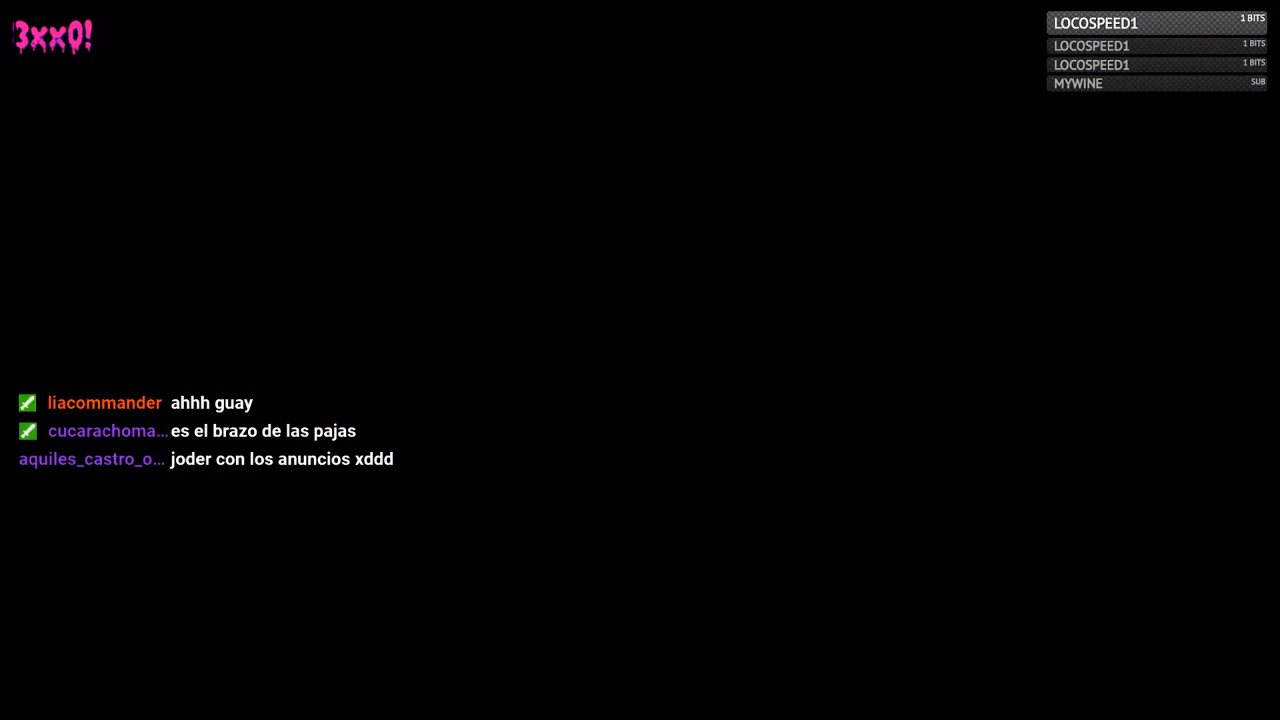 3xxO!
LOCOSPEED1 1 BITS
LOCOSPEED1 1 BITS
LOCOSPEED1 1 BITS
MYWINE SUB
liacommander ahhh guay
cucarachoma... es el brazo de las pajas
aquiles_castro_o... joder con los anuncios xddd